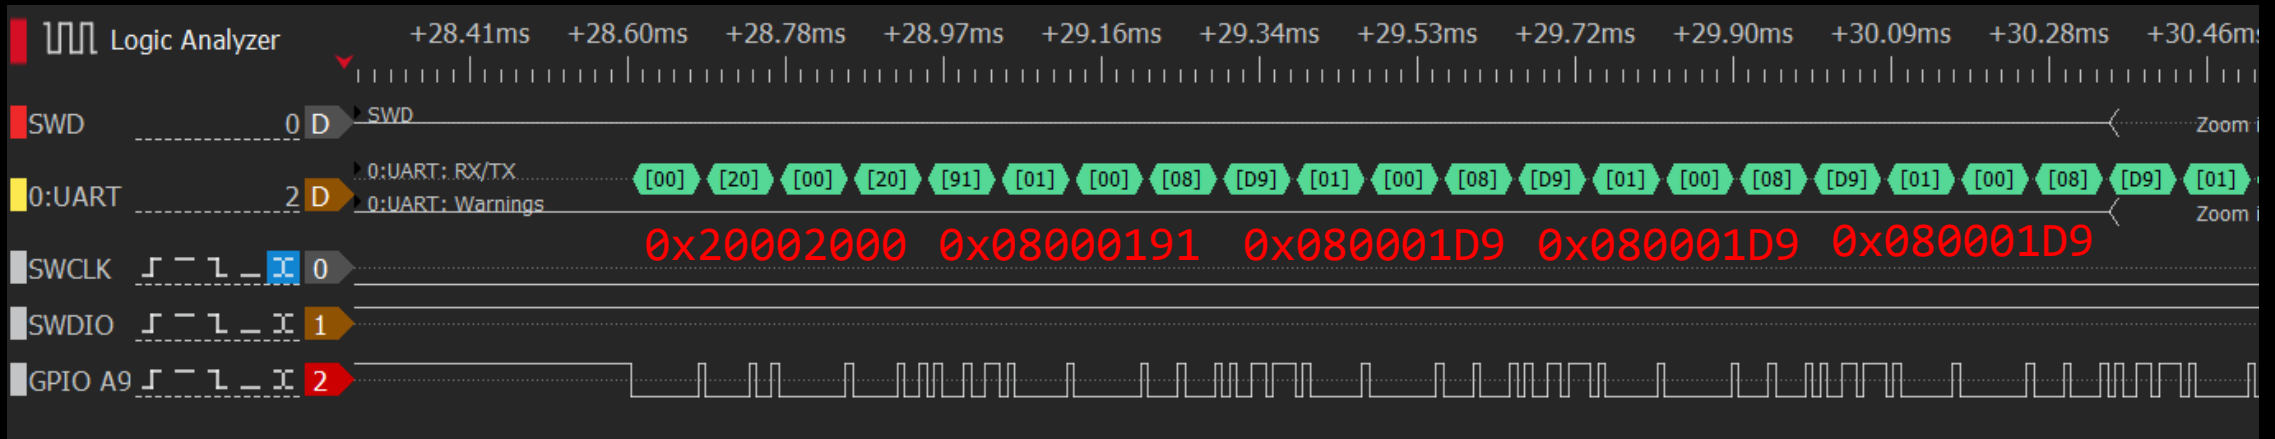 Logic Analyzer +28.41ms +28.60ms +28.78ms +28.97ms +29.16ms +29.34ms +29.53ms +29.72ms +29.90ms +30.09ms +30.28ms +30.46ms
SWD 0 D SWD Zoom i
0:UART: RX/TX [00] [20] [00] [20] [91] [01] [00] [08] [D9] [01] [00] [08] [D9] [01] [00] [08] [D9] [01] [00] [08] [D9] [01]
0:UART 2 D
0:UART: Warnings Zoom i
0x20002000 0x08000191 0x080001D9 0x080001D9 0x080001D9
SWCLK 0
SWDIO 1
GPIO A9 2